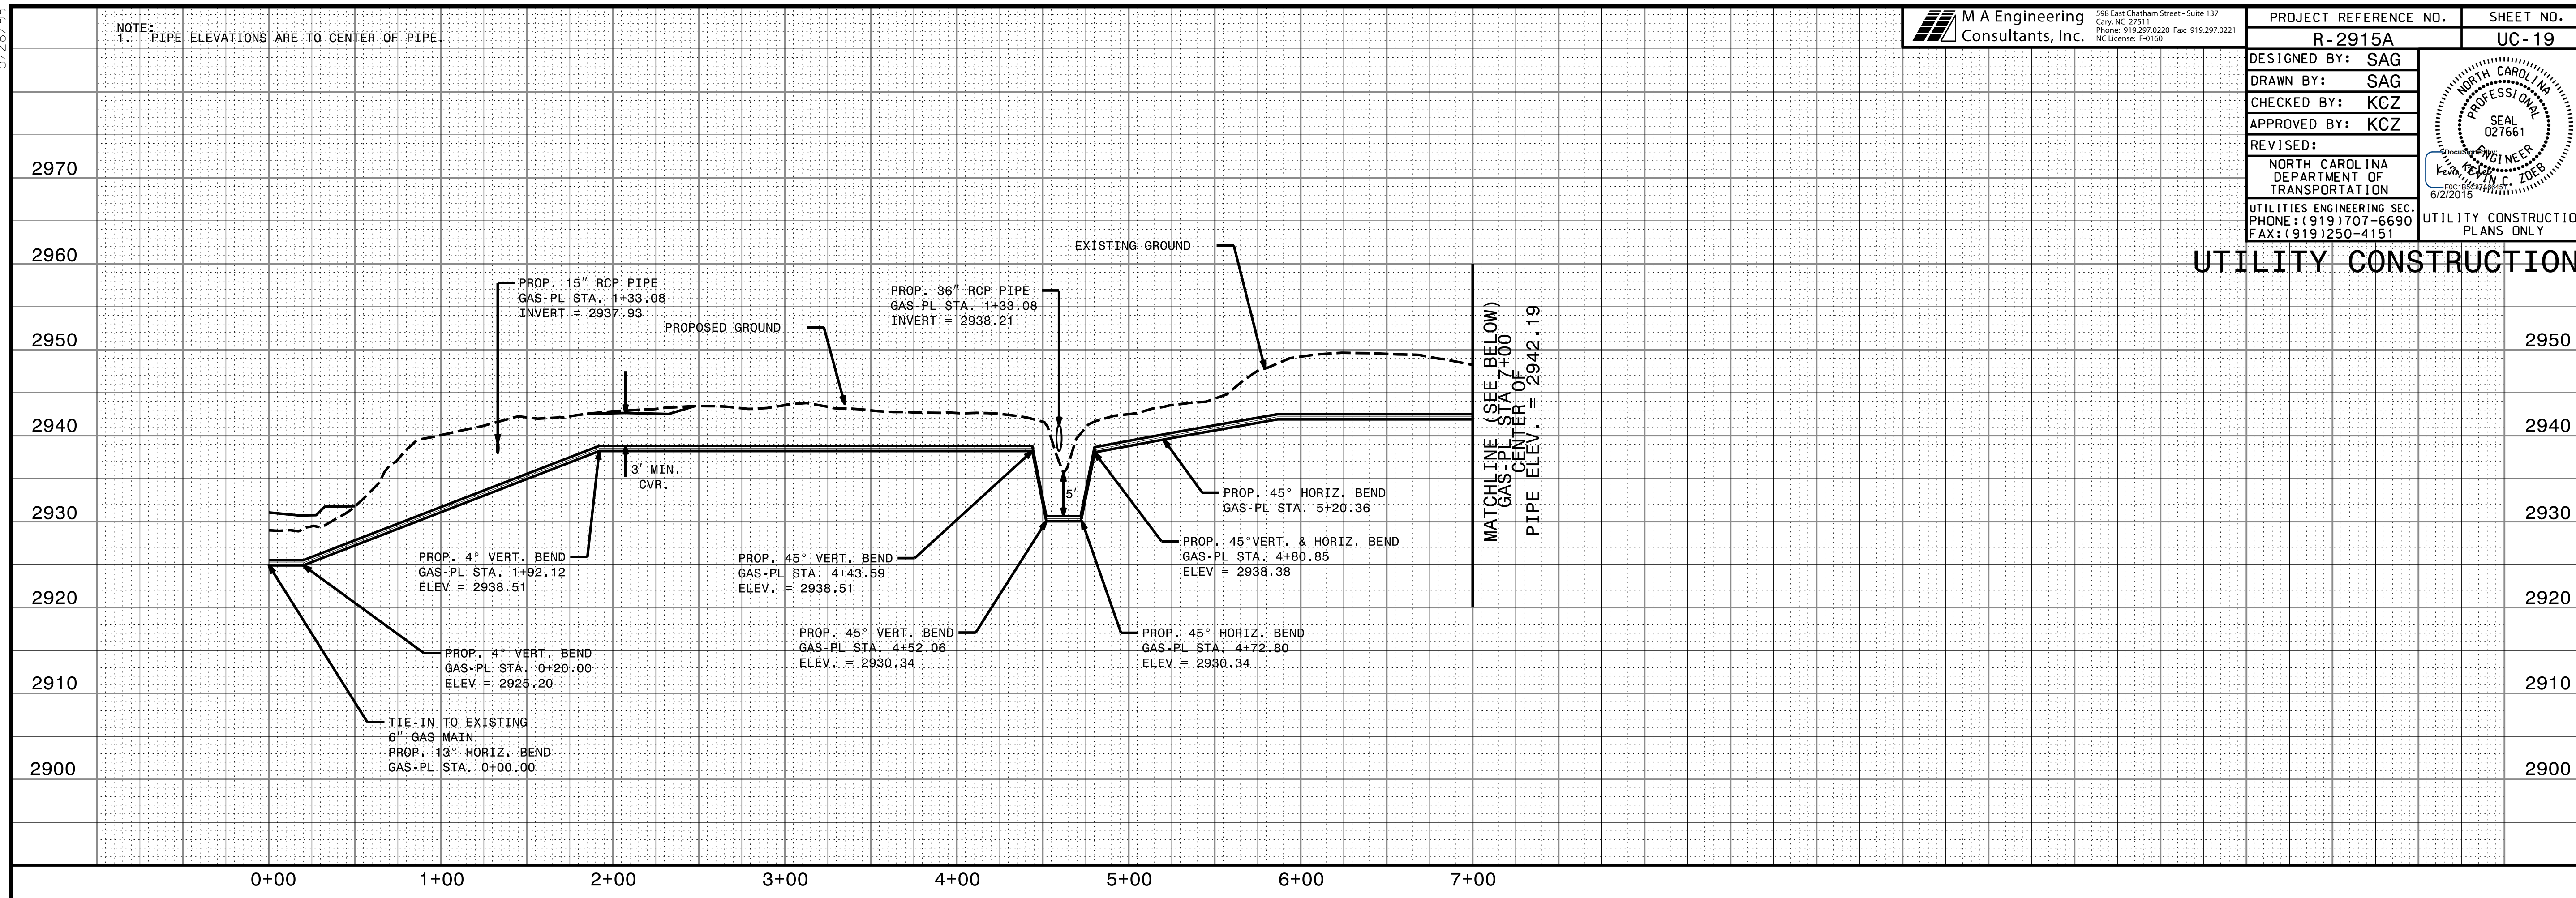 NOTE:
1. PIPE ELEVATIONS ARE TO CENTER OF PIPE.
M A Engineering
Consultants, Inc.
598 East Chatham Street - Suite 137
Cary, NC 27511
Phone: 919.297.0220 Fax: 919.297.0221
NC License: F-0160
PROJECT REFERENCE NO.
SHEET NO.
R-2915A
UC-19
DESIGNED BY: SAG
DRAWN BY: SAG
CHECKED BY: KCZ
APPROVED BY: KCZ
REVISED:
NORTH CAROLINA
DEPARTMENT OF
TRANSPORTATION
UTILITIES ENGINEERING SEC.
PHONE:(919)707-6690
FAX:(919)250-4151
NORTH CAROLINA
PROFESSIONAL
SEAL
027661
ENGINEER
KEVIN C. ZOEB
6/2/2015
UTILITY CONSTRUCTIO
PLANS ONLY
UTILITY CONSTRUCTION
2970
2960
2950
2940
2930
2920
2910
2900
PROP. 15" RCP PIPE
GAS-PL STA. 1+33.08
INVERT = 2937.93
PROPOSED GROUND
PROP. 36" RCP PIPE
GAS-PL STA. 1+33.08
INVERT = 2938.21
EXISTING GROUND
3' MIN.
CVR.
5'
PROP. 4° VERT. BEND
GAS-PL STA. 1+92.12
ELEV = 2938.51
PROP. 45° VERT. BEND
GAS-PL STA. 4+43.59
ELEV. = 2938.51
PROP. 45° HORIZ. BEND
GAS-PL STA. 5+20.36
PROP. 45°VERT. & HORIZ. BEND
GAS-PL STA. 4+80.85
ELEV = 2938.38
PROP. 45° VERT. BEND
GAS-PL STA. 4+52.06
ELEV. = 2930.34
PROP. 45° HORIZ. BEND
GAS-PL STA. 4+72.80
ELEV = 2930.34
PROP. 4° VERT. BEND
GAS-PL STA. 0+20.00
ELEV = 2925.20
TIE-IN TO EXISTING
6" GAS MAIN
PROP. 13° HORIZ. BEND
GAS-PL STA. 0+00.00
MATCHLINE (SEE BELOW)
GAS-PL STA 7+00
CENTER OF
PIPE ELEV. = 2942.19
2950
2940
2930
2920
2910
2900
0+00
1+00
2+00
3+00
4+00
5+00
6+00
7+00